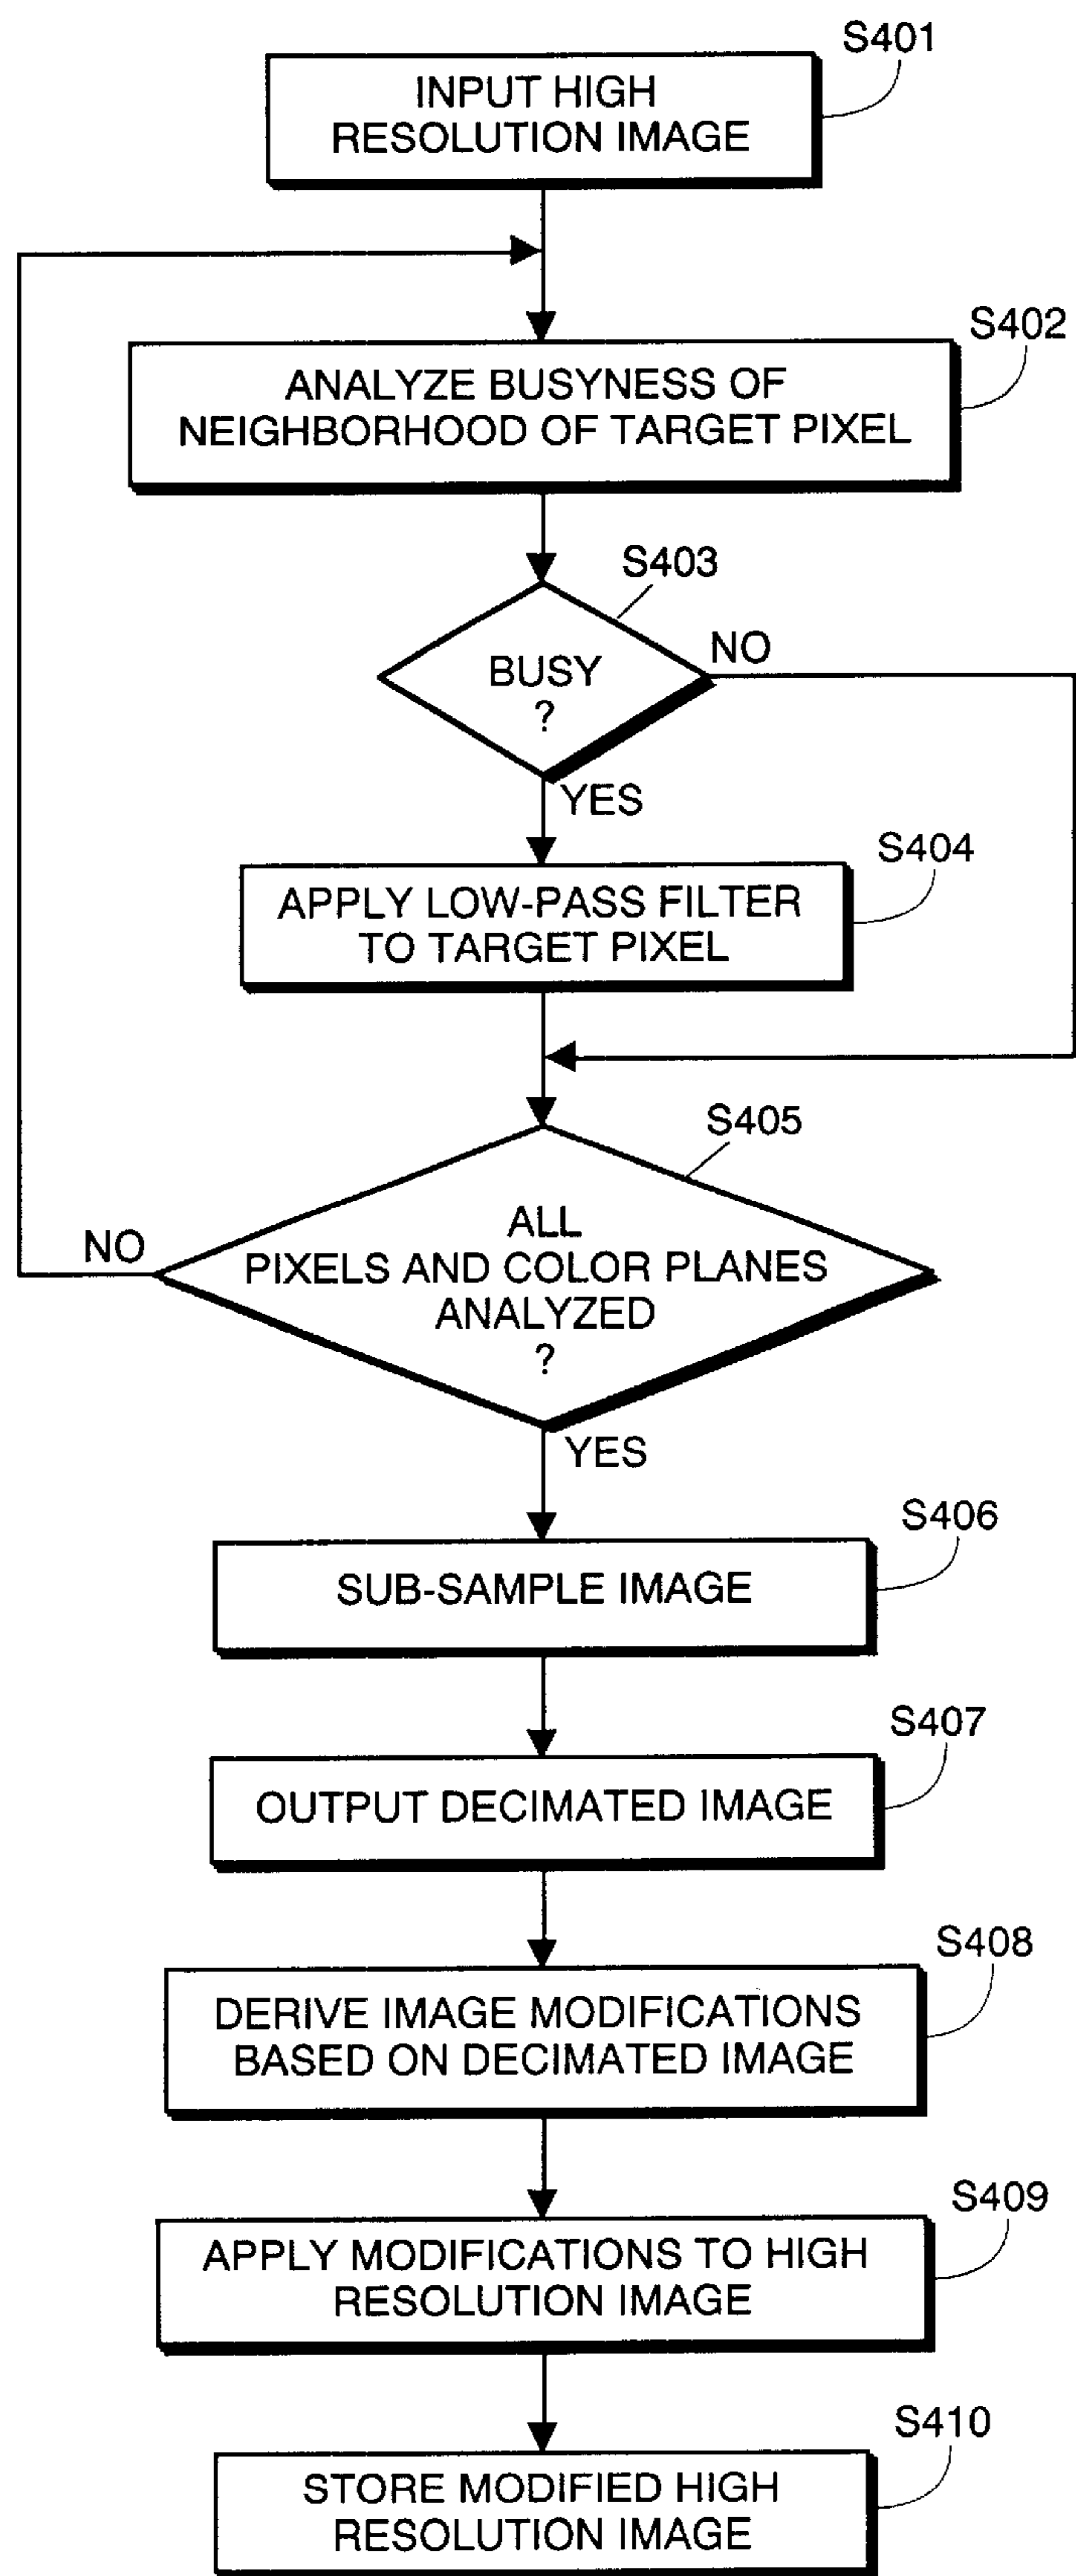 S401
INPUT HIGH
RESOLUTION IMAGE
S402
ANALYZE BUSYNESS OF
NEIGHBORHOOD OF TARGET PIXEL
S403
BUSY
?
NO
YES
S404
APPLY LOW-PASS FILTER
TO TARGET PIXEL
S405
ALL
PIXELS AND COLOR PLANES
ANALYZED
?
NO
YES
S406
SUB-SAMPLE IMAGE
S407
OUTPUT DECIMATED IMAGE
S408
DERIVE IMAGE MODIFICATIONS
BASED ON DECIMATED IMAGE
S409
APPLY MODIFICATIONS TO HIGH
RESOLUTION IMAGE
S410
STORE MODIFIED HIGH
RESOLUTION IMAGE